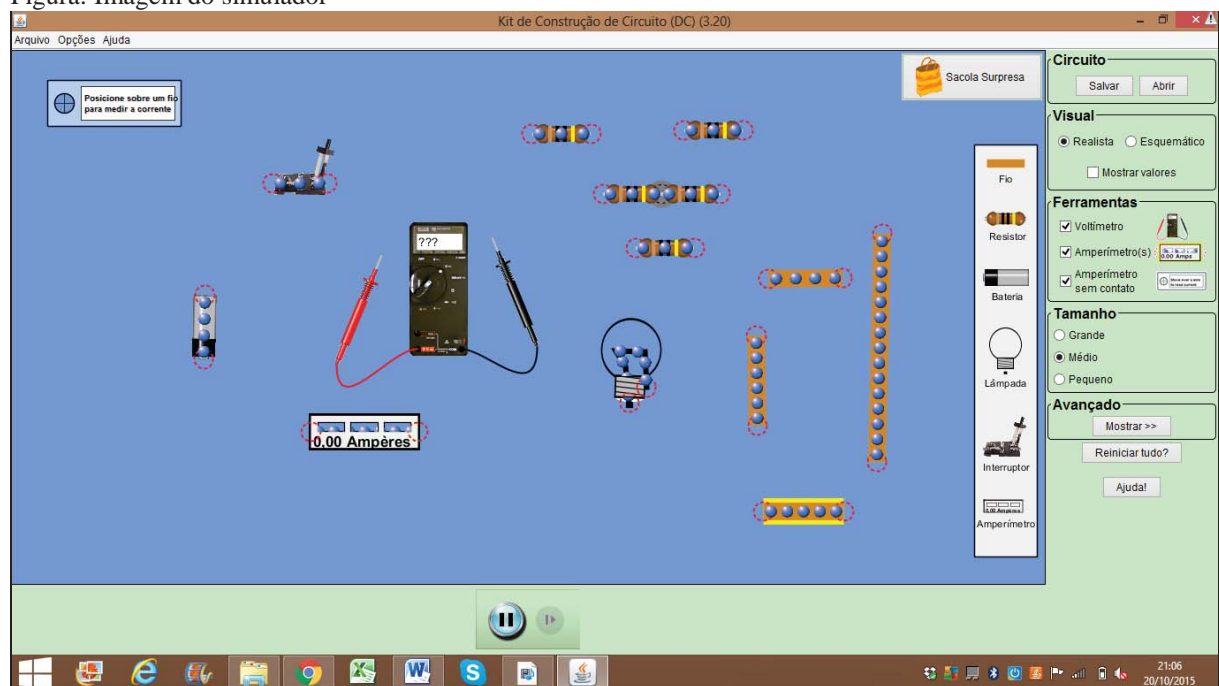 Figura: Imagem do simulador
Kit de Construção de Circuito (DC) (3.20)
Arquivo Opções Ajuda
Posicione sobre um fio
para medir a corrente
Sacola Surpresa
???
0.00 Ampères
Fio
Resistor
Bateria
Lâmpada
Interruptor
Amperímetro
Circuito
Salvar Abrir
Visual
Realista Esquemático
Mostrar valores
Ferramentas
Voltímetro
Amperímetro(s)
0.00 Amps
Amperímetro
sem contato
Tamanho
Grande
Médio
Pequeno
Avançado
Mostrar >>
Reiniciar tudo?
Ajuda!
21:06
20/10/2015